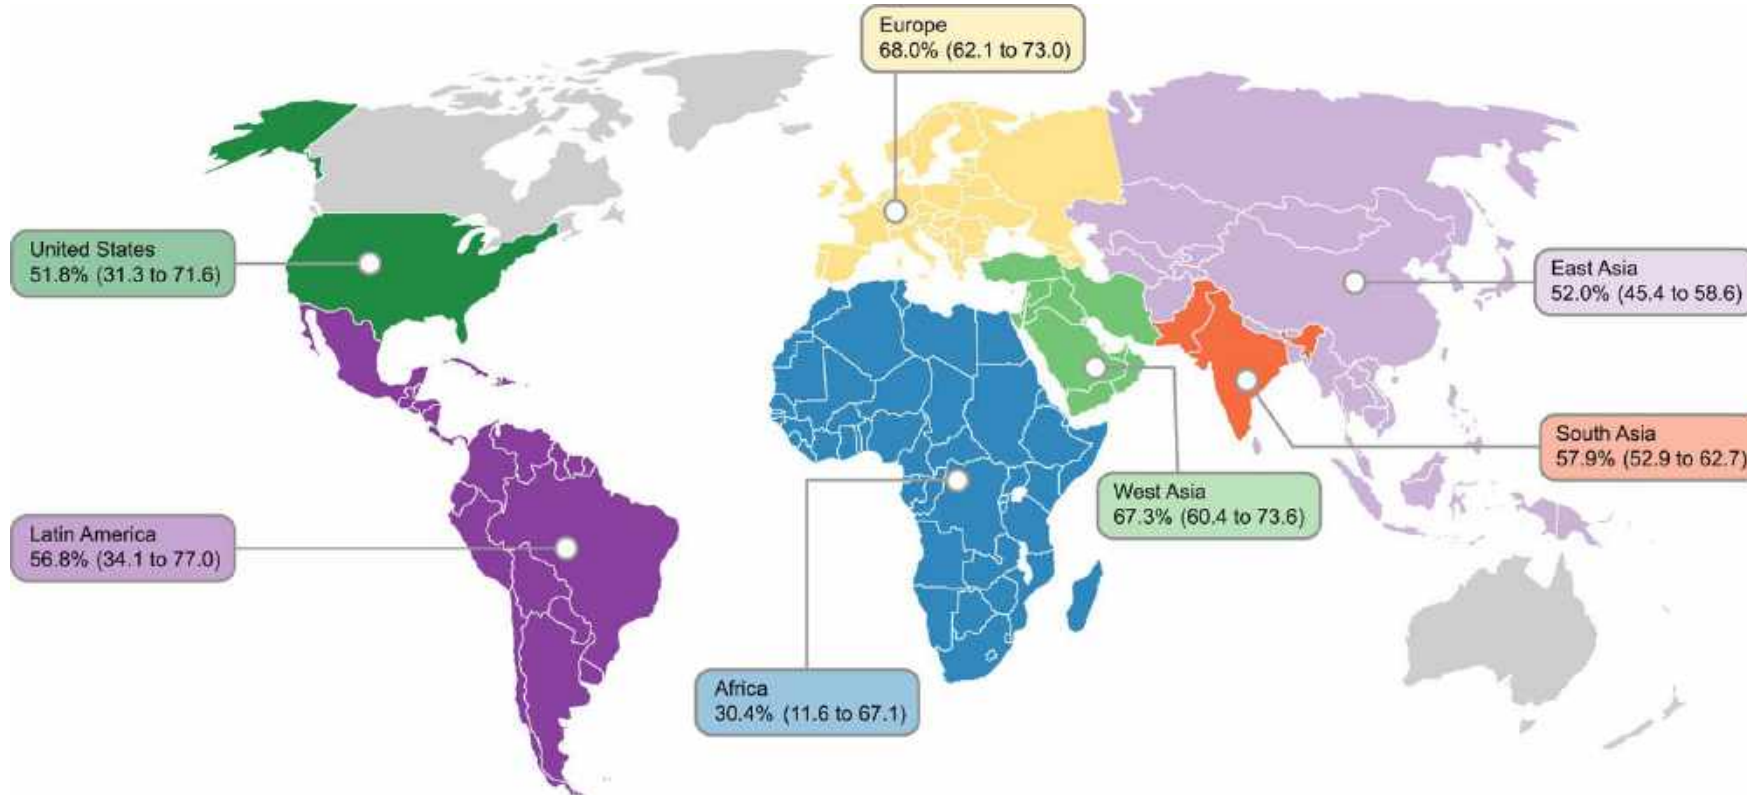 Europe
68.0% (62.1 to 73.0)
United States
51.8% (31.3 to 71.6)
East Asia
52.0% (45.4 to 58.6)
South Asia
57.9% (52.9 to 62.7)
West Asia
67.3% (60.4 to 73.6)
Latin America
56.8% (34.1 to 77.0)
Africa
30.4% (11.6 to 67.1)